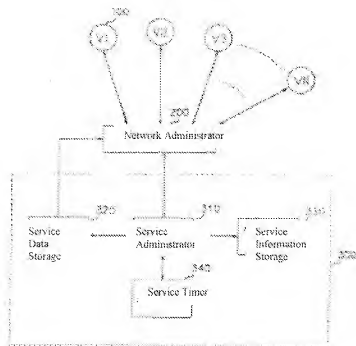 100
V1
V2
V3
VN
200
Network Administrator
320
310
330
Service
Data
Storage
Service
Administrator
Service
Information
Storage
300
340
Service Timer